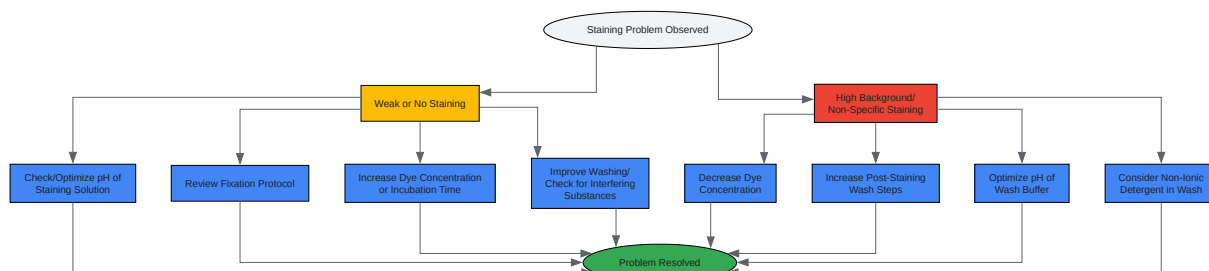 Staining Problem Observed
Weak or No Staining
High Background/
Non-Specific Staining
Check/Optimize pH of
Staining Solution
Review Fixation Protocol
Increase Dye Concentration
or Incubation Time
Improve Washing/
Check for Interfering
Substances
Decrease Dye
Concentration
Increase Post-Staining
Wash Steps
Optimize pH of
Wash Buffer
Consider Non-Ionic
Detergent in Wash
Problem Resolved